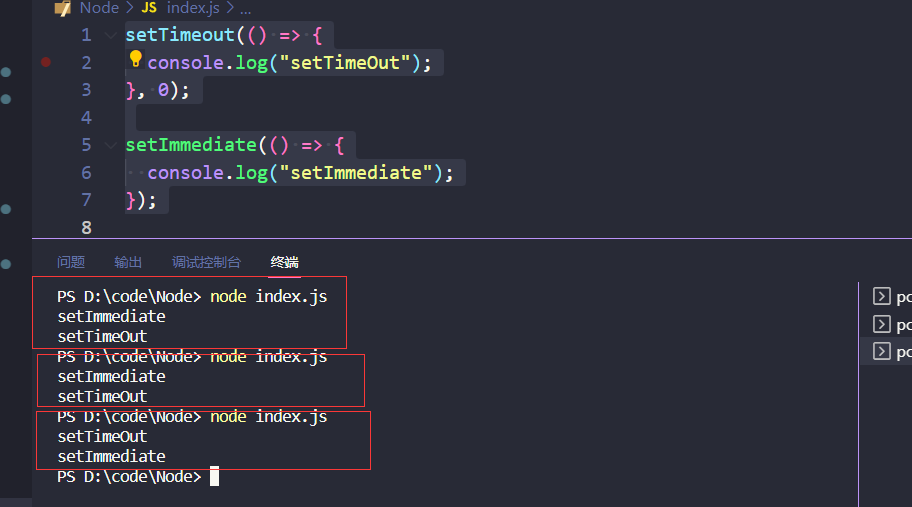 Node > JS index.js > ...
1 setTimeout(() => {
2 console.log("setTimeOut");
3 }, 0);
4
5 setImmediate(() => {
6 console.log("setImmediate");
7 });
8
问题 输出 调试控制台 终端
PS D:\code\Node> node index.js
setImmediate
setTimeOut
PS D:\code\Node> node index.js
setImmediate
setTimeOut
PS D:\code\Node> node index.js
setTimeOut
setImmediate
PS D:\code\Node>